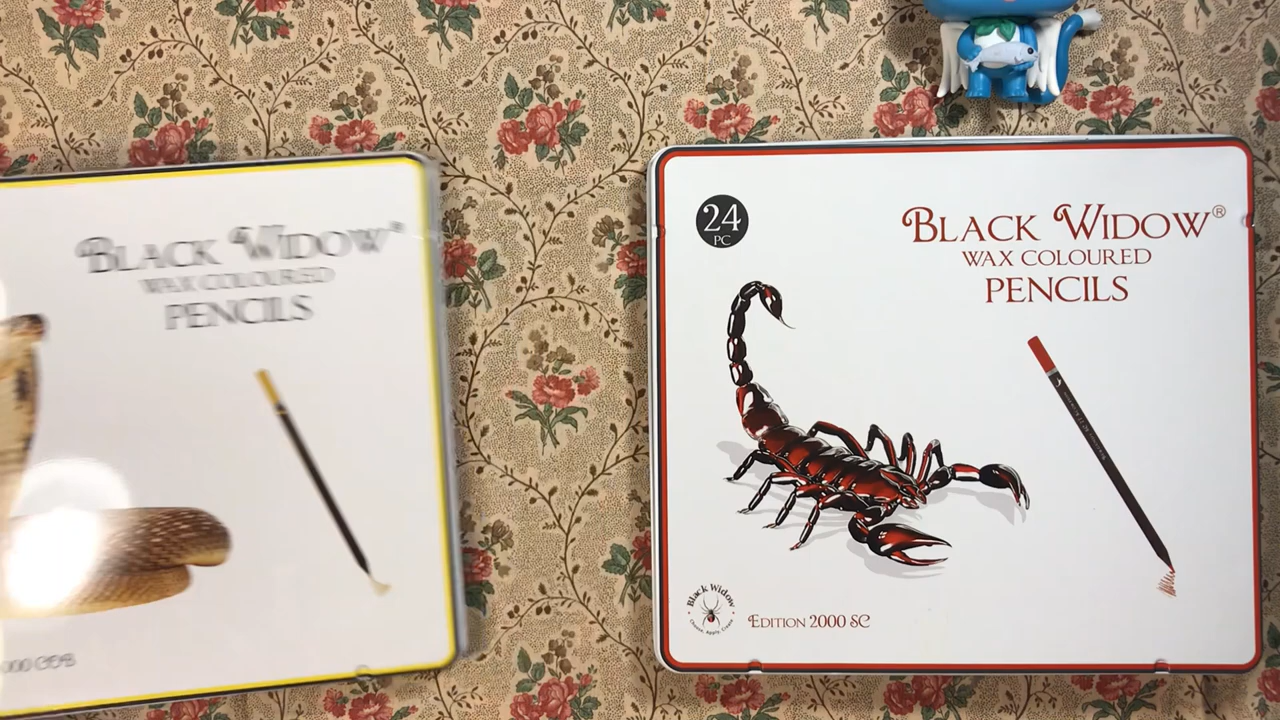 BLACK WIDOW®
WAX COLOURED
PENCILS
24
PC
BLACK WIDOW®
WAX COLOURED
PENCILS
Black Widow
EDITION 2000 SC